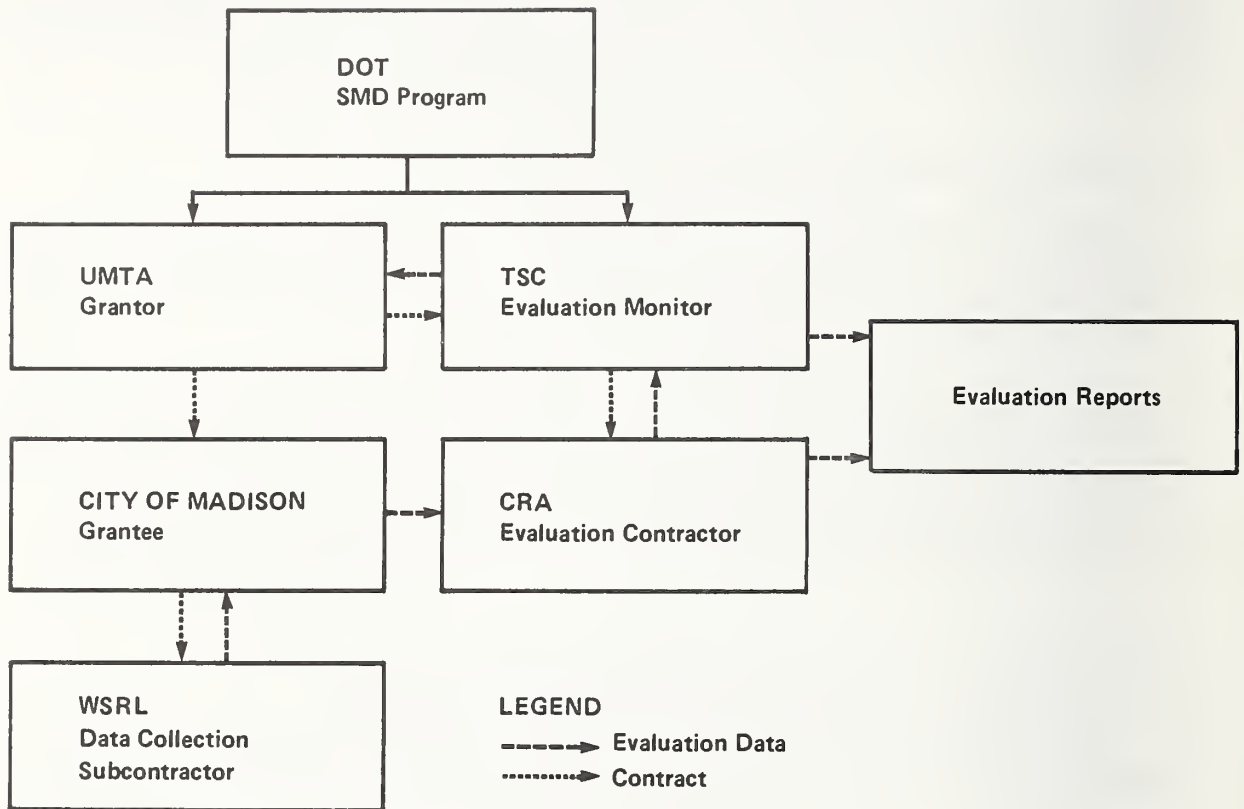 DOT
SMD Program
UMTA
Grantor
TSC
Evaluation Monitor
Evaluation Reports
CITY OF MADISON
Grantee
CRA
Evaluation Contractor
WSRL
Data Collection
Subcontractor
LEGEND
Evaluation Data
Contract